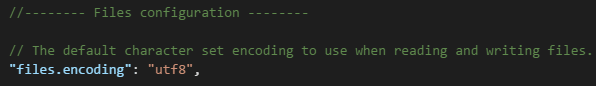 //-------- Files configuration --------
// The default character set encoding to use when reading and writing files.
"files.encoding": "utf8",